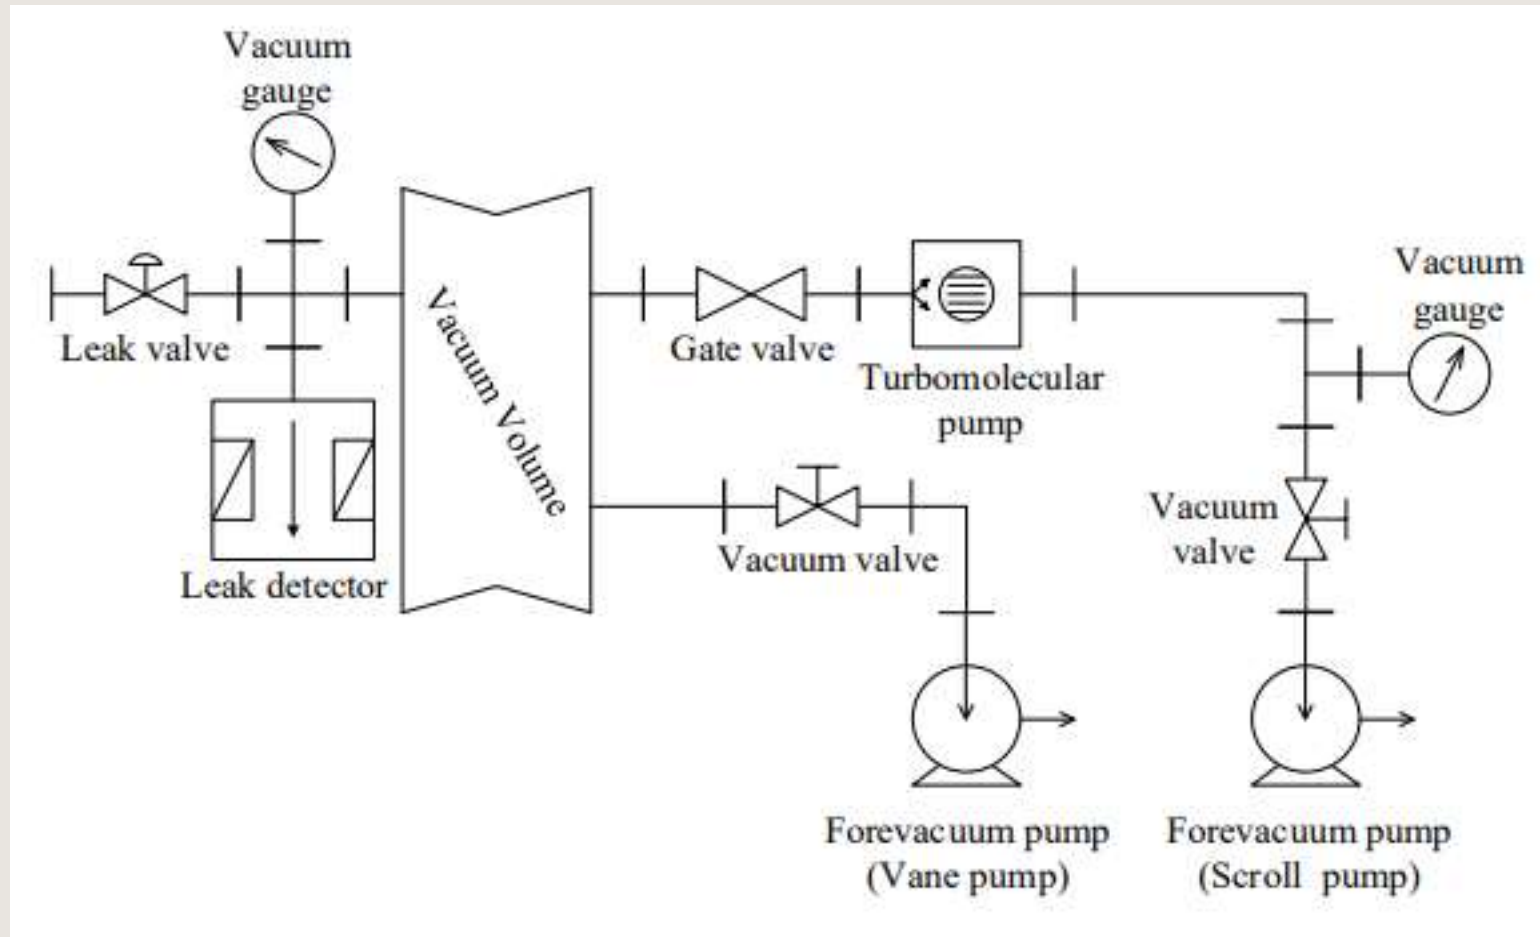 Vacuum
gauge
Leak valve
Leak detector
Vacuum Volume
Gate valve
Turbomolecular
pump
Vacuum
gauge
Vacuum valve
Vacuum
valve
Forevacuum pump
(Vane pump)
Forevacuum pump
(Scroll pump)